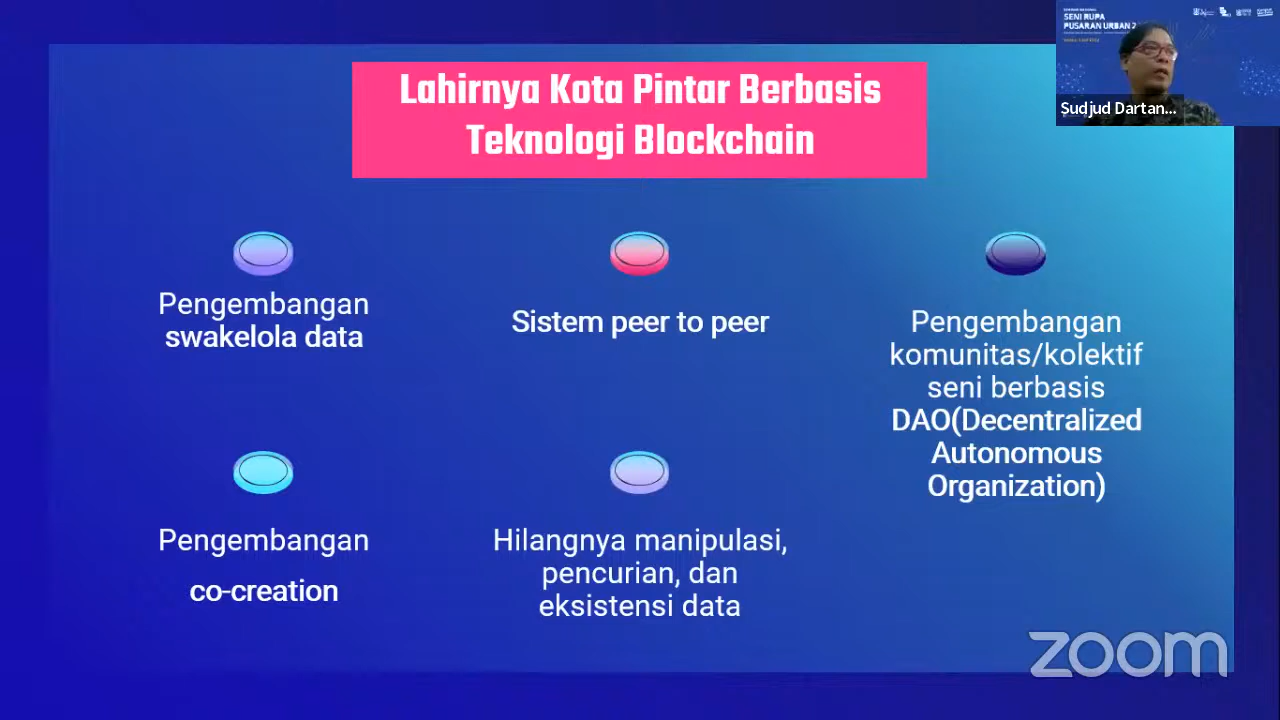 Lahirnya Kota Pintar Berbasis
Teknologi Blockchain
SENI RUPA
PUSARAN URBAN 2
Sudjud Dartan...
Pengembangan
swakelola data
Sistem peer to peer
Pengembangan
komunitas/kolektif
seni berbasis
DAO(Decentralized
Autonomous
Organization)
Pengembangan
co-creation
Hilangnya manipulasi,
pencurian, dan
eksistensi data
zoom